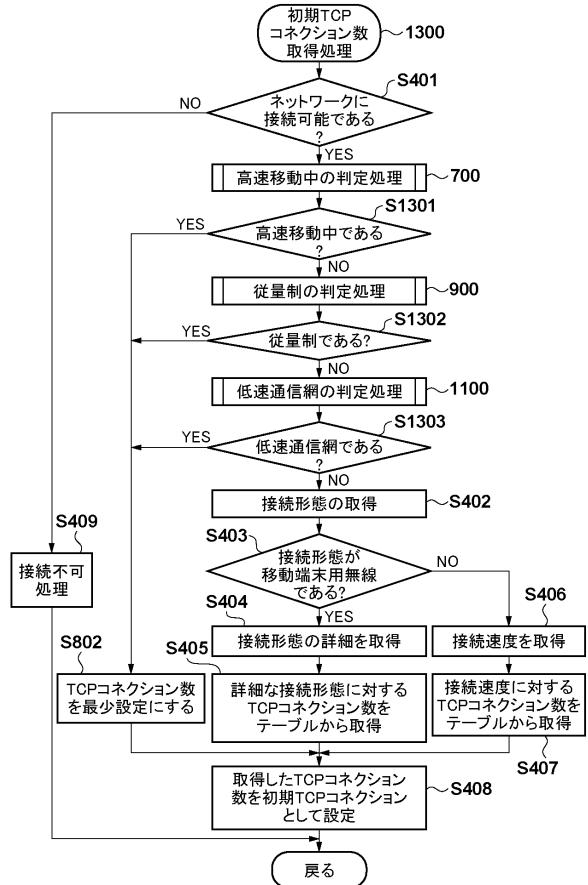 初期TCP
コネクション数
取得処理
1300
S401
NO
ネットワークに
接続可能である
?
YES
高速移動中の判定処理
700
S1301
YES
高速移動中である
?
NO
従量制の判定処理
900
S1302
YES
従量制である?
NO
低速通信網の判定処理
1100
S1303
YES
低速通信網である
?
NO
接続形態の取得
S402
S409
S403
接続不可
処理
接続形態が
移動端末用無線
である?
NO
S404
YES
S406
S802
S405
接続形態の詳細を取得
接続速度を取得
TCPコネクション数
を最少設定にする
詳細な接続形態に対する
TCPコネクション数を
テーブルから取得
接続速度に対する
TCPコネクション数を
テーブルから取得
S407
取得したTCPコネクション
数を初期TCPコネクション
として設定
S408
戻る